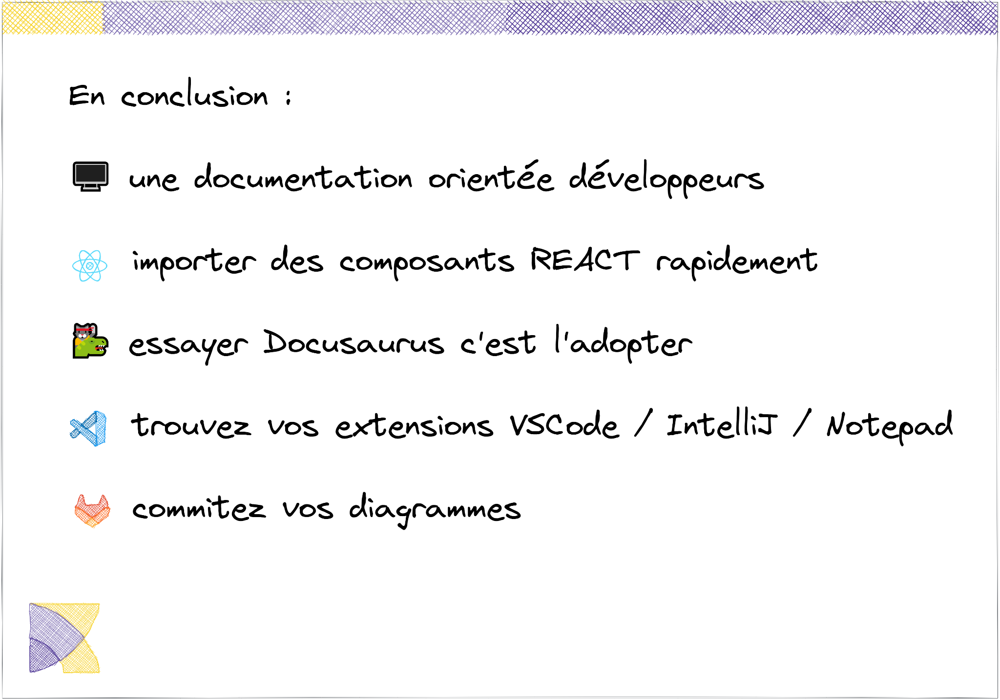 En conclusion :
une documentation orientée développeurs
importer des composants REACT rapidement
essayer Docusaurus c'est l'adopter
trouvez vos extensions VSCode / IntelliJ / Notepad
commitez vos diagrammes